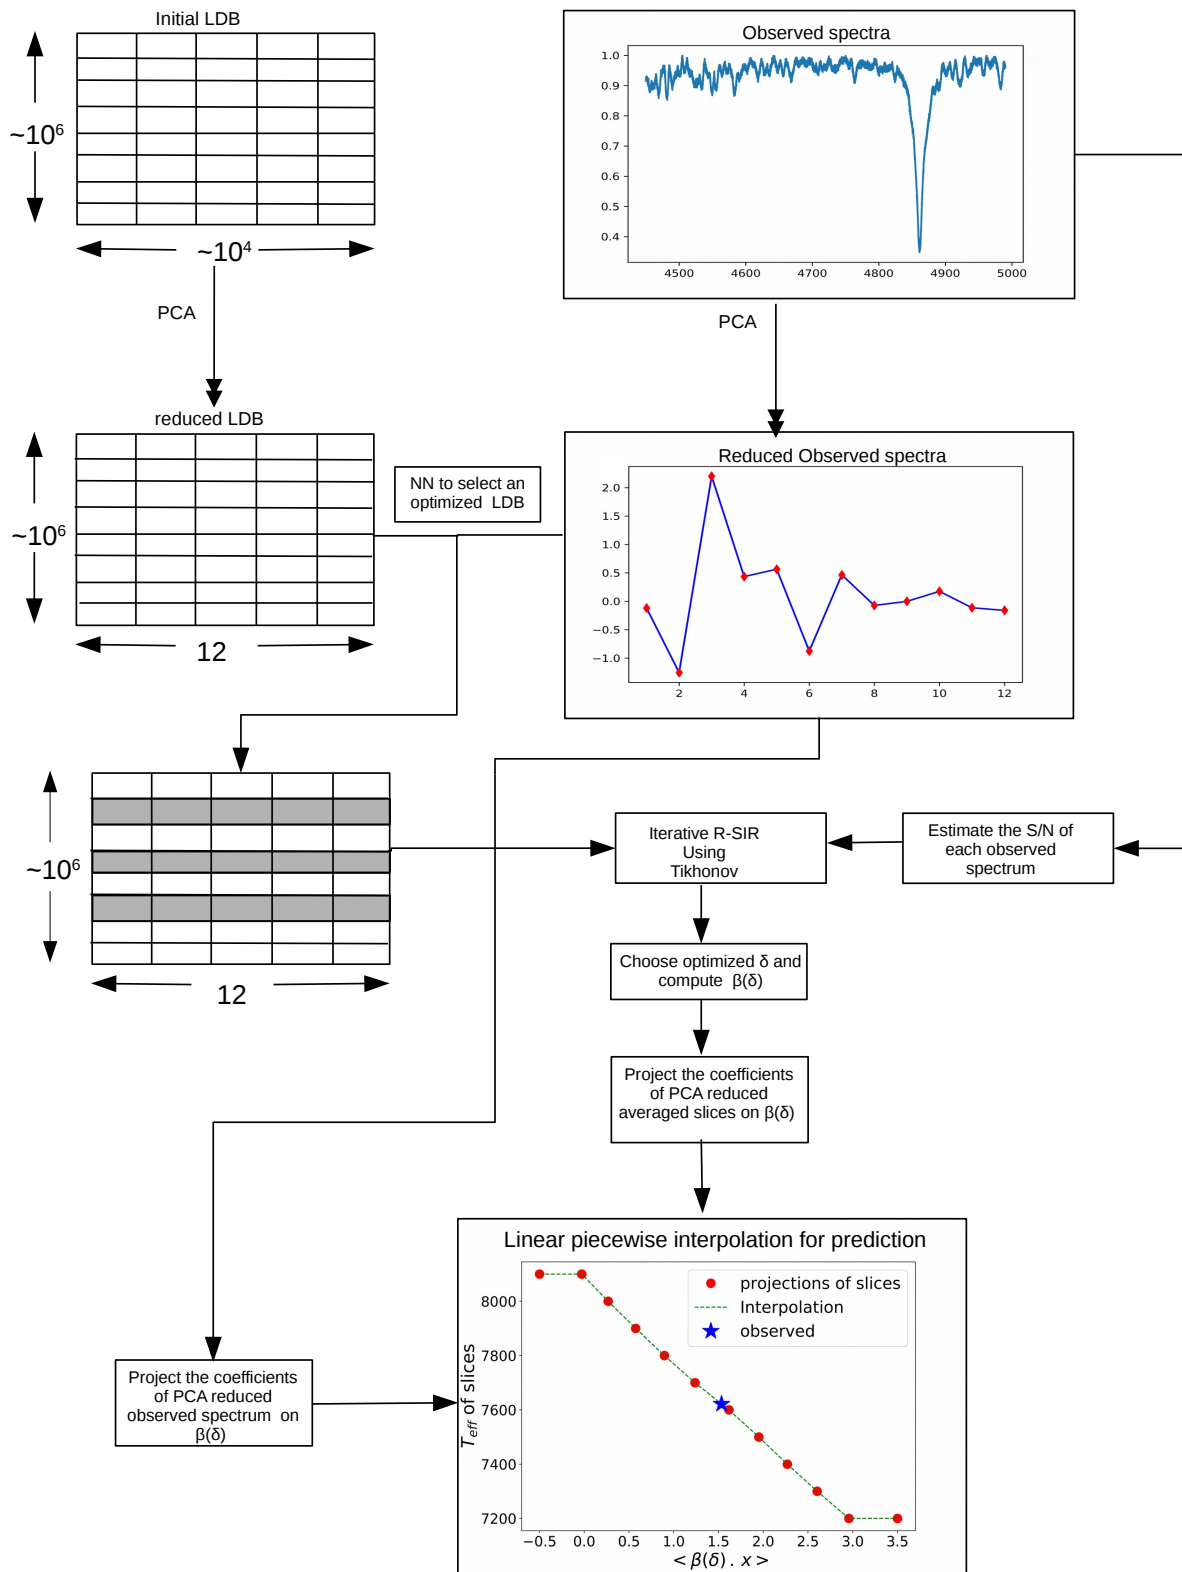 Initial LDB
~10⁶
~10⁴
PCA
Observed spectra
1.0
0.9
0.8
0.7
0.6
0.5
0.4
4500
4600
4700
4800
4900
5000
PCA
reduced LDB
~10⁶
12
NN to select an
optimized LDB
Reduced Observed spectra
2.0
1.5
1.0
0.5
0.0
−0.5
−1.0
2
4
6
8
10
12
~10⁶
12
Iterative R-SIR
Using
Tikhonov
Estimate the S/N of
each observed
spectrum
Choose optimized δ and
compute β(δ)
Project the coefficients
of PCA reduced
averaged slices on β(δ)
Project the coefficients
of PCA reduced
observed spectrum on
β(δ)
Linear piecewise interpolation for prediction
projections of slices
Interpolation
observed
T_eff of slices
8000
7800
7600
7400
7200
−0.5
0.0
0.5
1.0
1.5
2.0
2.5
3.0
3.5
< β(δ) . x >